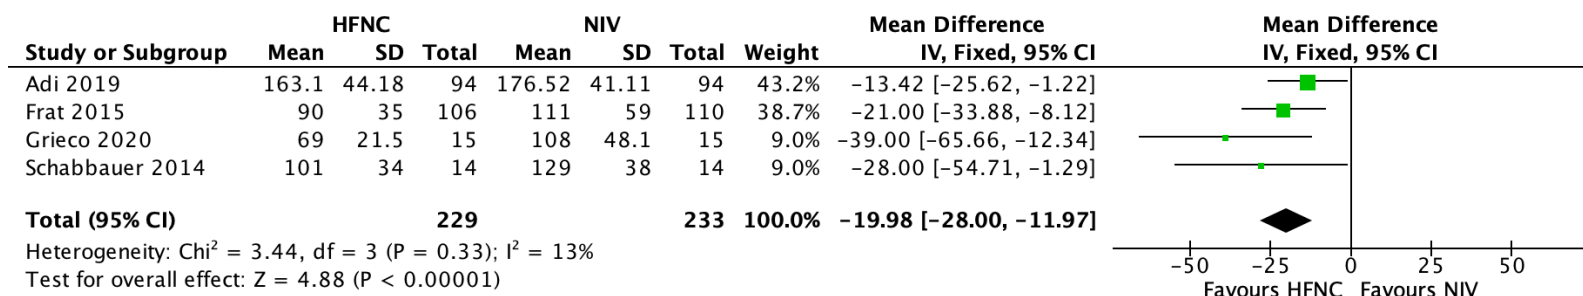 HFNC NIV Mean Difference Mean Difference
Study or Subgroup Mean SD Total Mean SD Total Weight IV, Fixed, 95% CI IV, Fixed, 95% CI
Adi 2019 163.1 44.18 94 176.52 41.11 94 43.2% −13.42 [−25.62, −1.22]
Frat 2015 90 35 106 111 59 110 38.7% −21.00 [−33.88, −8.12]
Grieco 2020 69 21.5 15 108 48.1 15 9.0% −39.00 [−65.66, −12.34]
Schabbauer 2014 101 34 14 129 38 14 9.0% −28.00 [−54.71, −1.29]
Total (95% CI) 229 233 100.0% −19.98 [−28.00, −11.97]
Heterogeneity: Chi² = 3.44, df = 3 (P = 0.33); I² = 13%
Test for overall effect: Z = 4.88 (P < 0.00001)
−50 −25 0 25 50
Favours HFNC Favours NIV